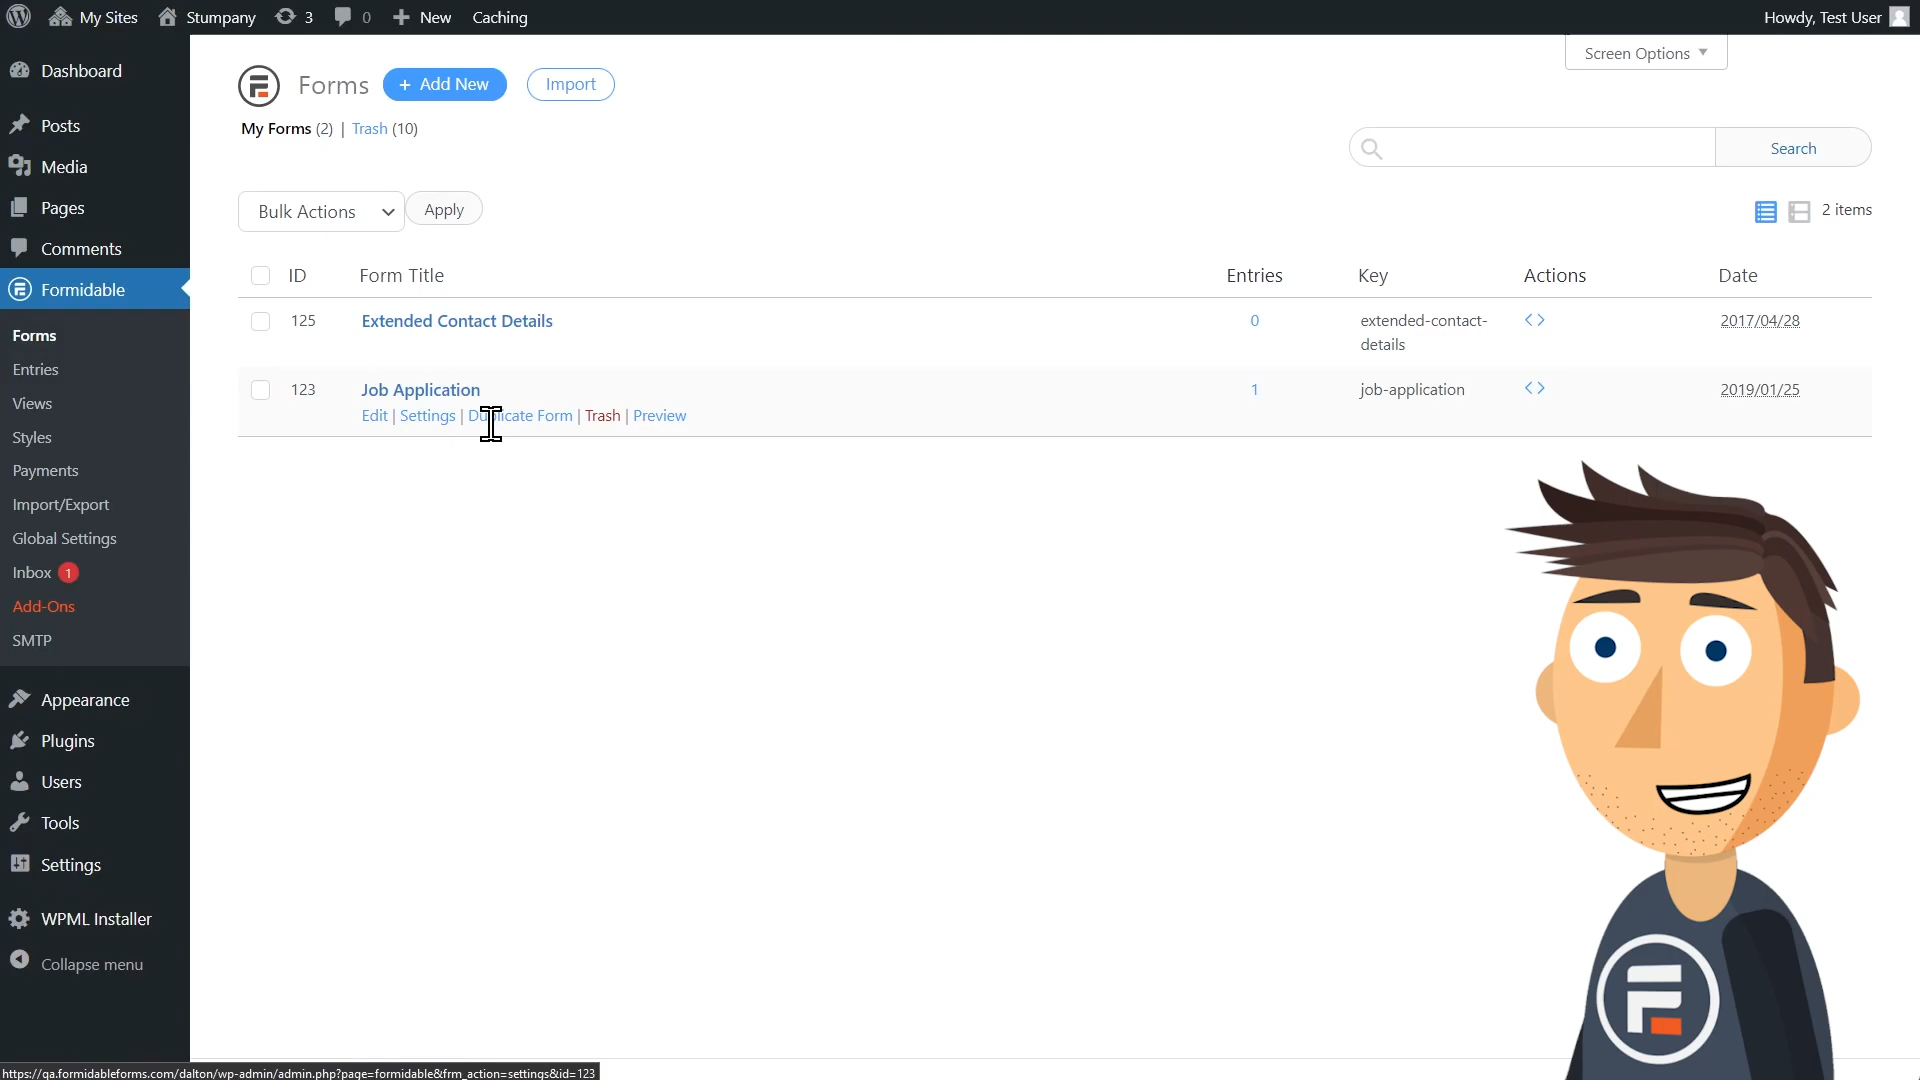 My Sites Stumpany 3 0 New Caching Howdy, Test User
Screen Options
Dashboard
Posts
Media
Pages
Comments
Formidable
Forms
Entries
Views
Styles
Payments
Import/Export
Global Settings
Inbox 1
Add-Ons
SMTP
Appearance
Plugins
Users
Tools
Settings
WPML Installer
Collapse menu
Forms + Add New Import
My Forms (2) | Trash (10)
Search
Bulk Actions Apply 2 items
ID Form Title Entries Key Actions Date
125 Extended Contact Details 0 extended-contact- 2017/04/28
details
123 Job Application 1 job-application 2019/01/25
Edit | Settings | Duplicate Form | Trash | Preview
https://qa.formidableforms.com/dalton/wp-admin/admin.php?page=formidable&frm_action=settings&id=123